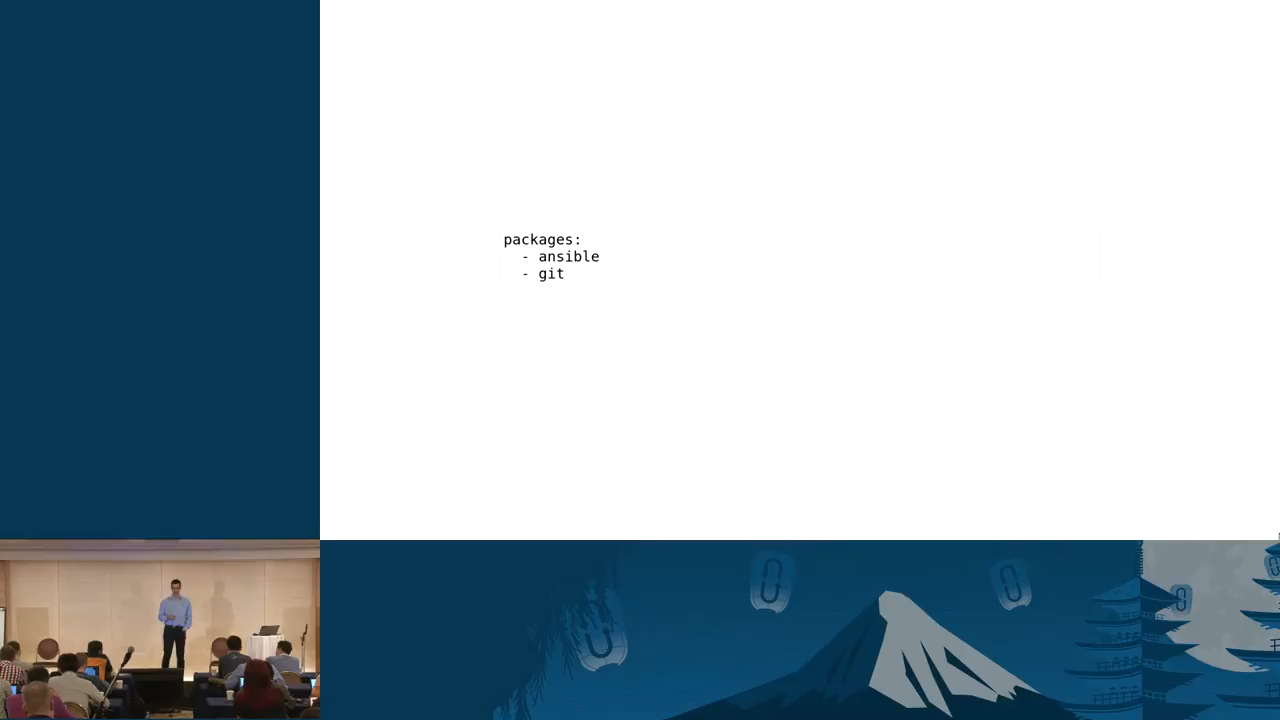 packages:
  - ansible
  - git